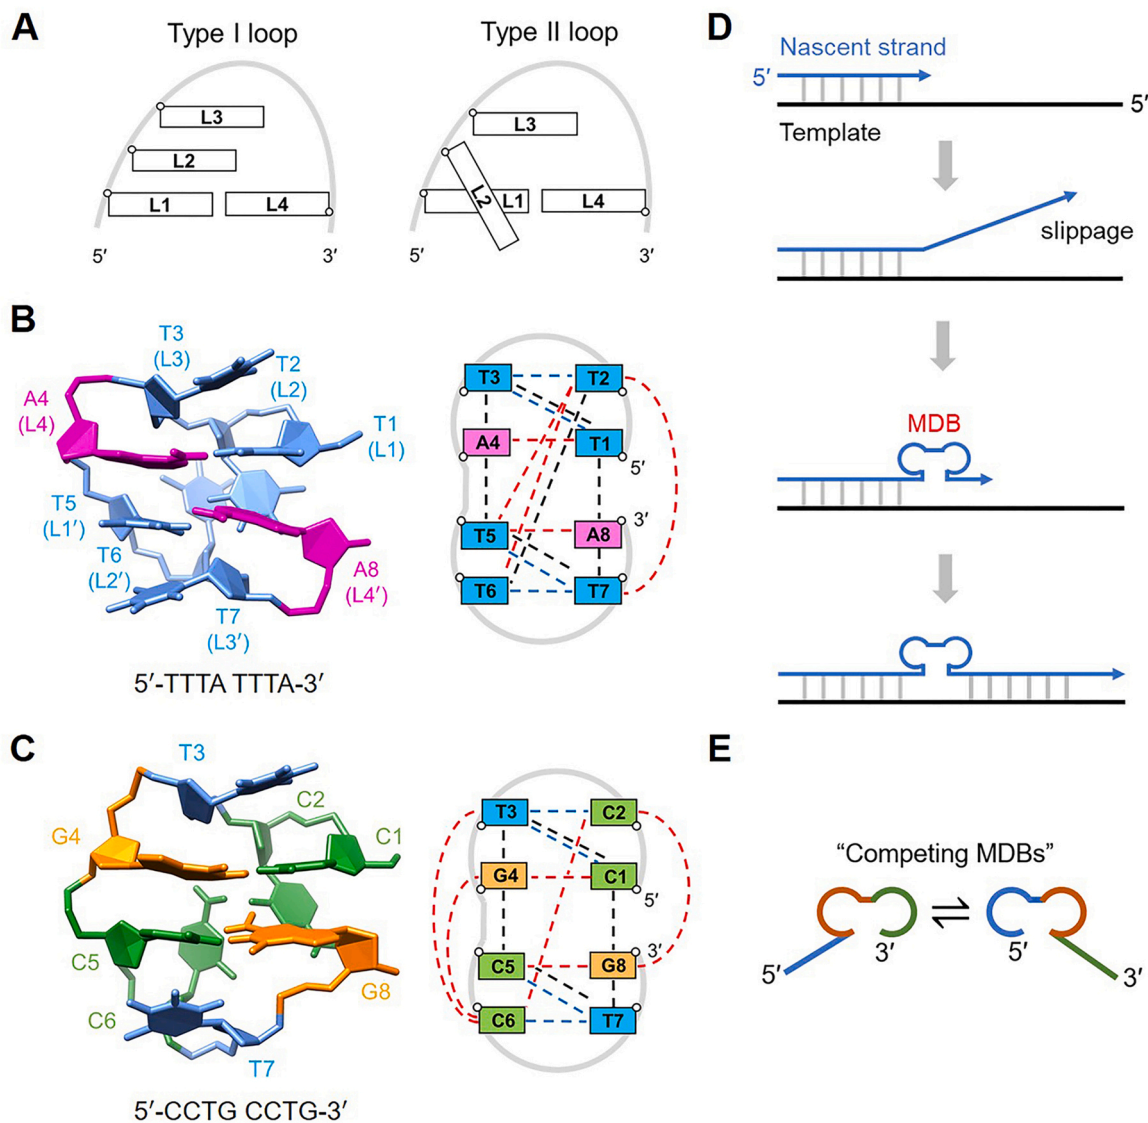 A
Type I loop
L3
L2
L1
L4
5′
3′
Type II loop
L3
L2
L1
L4
5′
3′
B
T3
(L3)
T2
(L2)
A4
(L4)
T1
(L1)
T5
(L1′)
T6
(L2′)
A8
(L4′)
T7
(L3′)
5′-TTTA TTTA-3′
T3
T2
A4
T1
5′
3′
T5
A8
T6
T7
C
T3
C2
G4
C1
C5
G8
C6
T7
5′-CCTG CCTG-3′
T3
C2
G4
C1
5′
3′
C5
G8
C6
T7
D
Nascent strand
5′
5′
Template
slippage
MDB
E
“Competing MDBs”
5′
3′
5′
3′